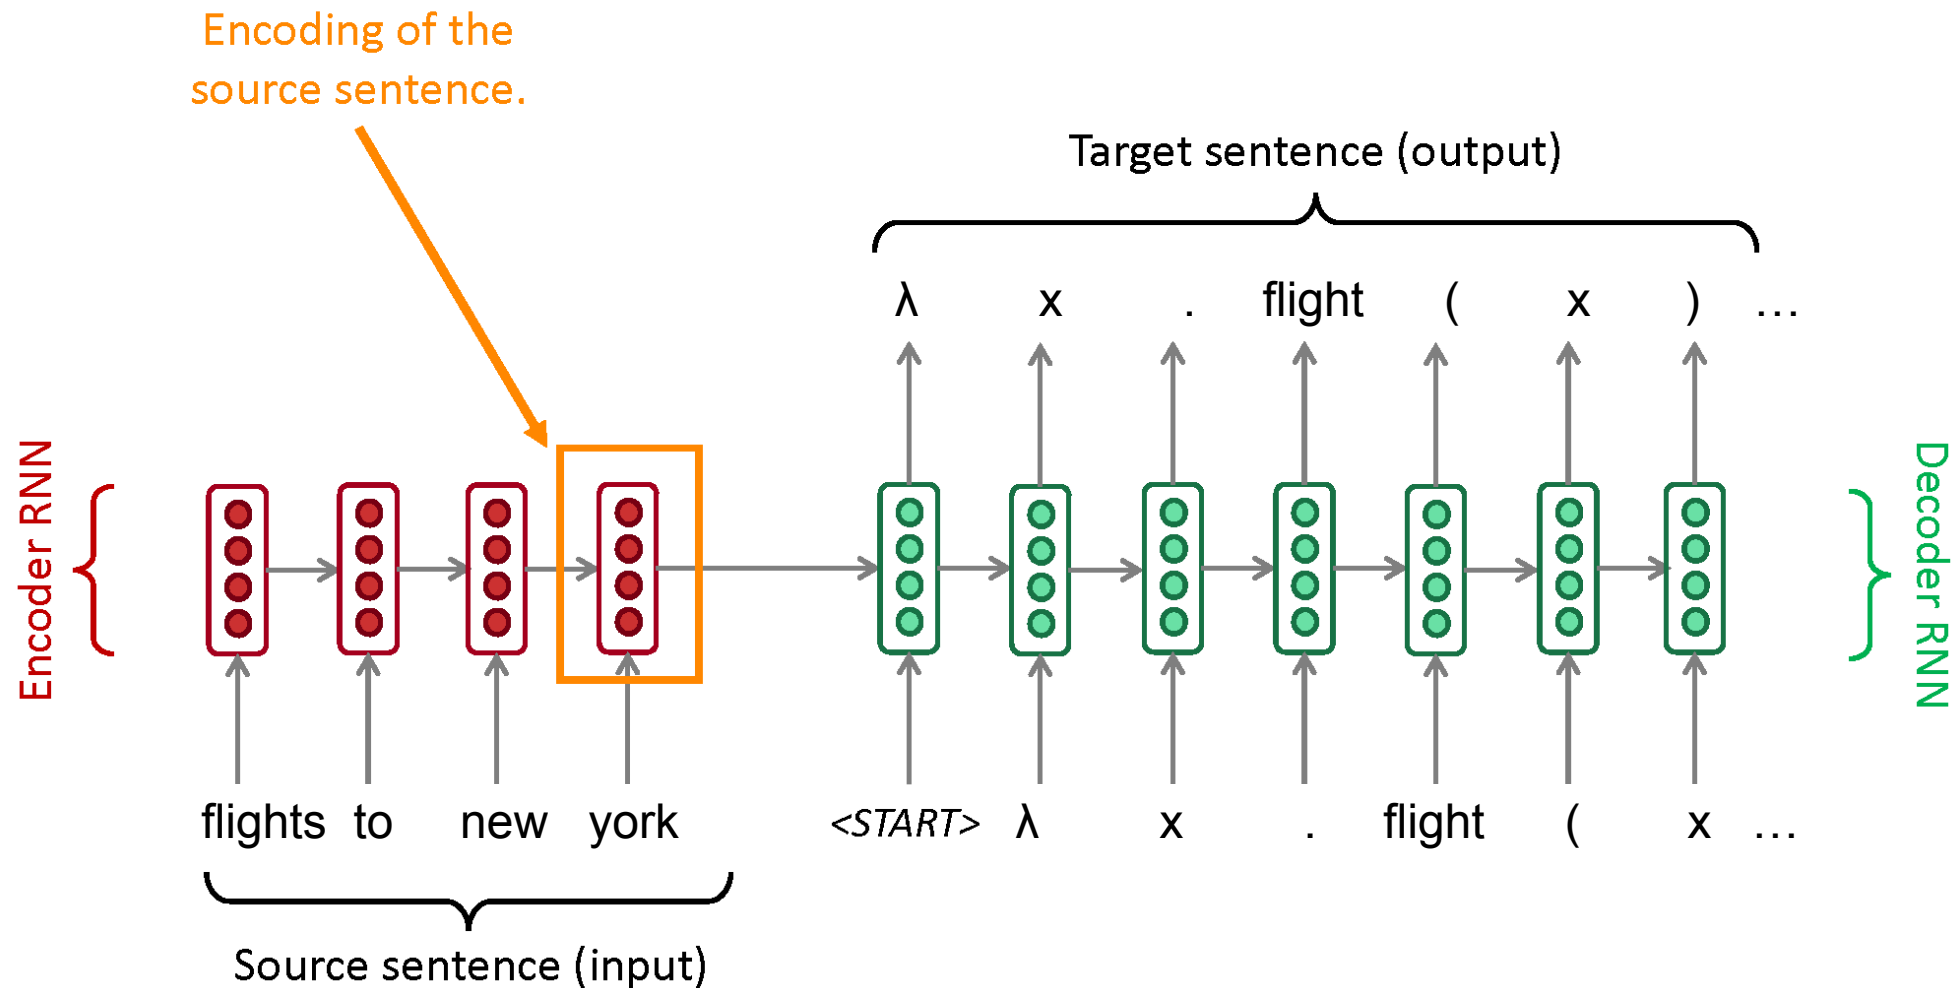 Encoding of the
source sentence.
Target sentence (output)
λ x . flight ( x ) ...
Encoder RNN
Decoder RNN
flights to new york <START> λ x . flight ( x ...
Source sentence (input)